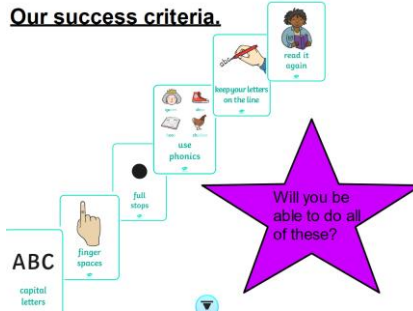 Our success criteria.
read it
again
keep your letters
on the line
use
phonics
full
stops
finger
spaces
ABC
capital
letters
Will you be
able to do all
of these?